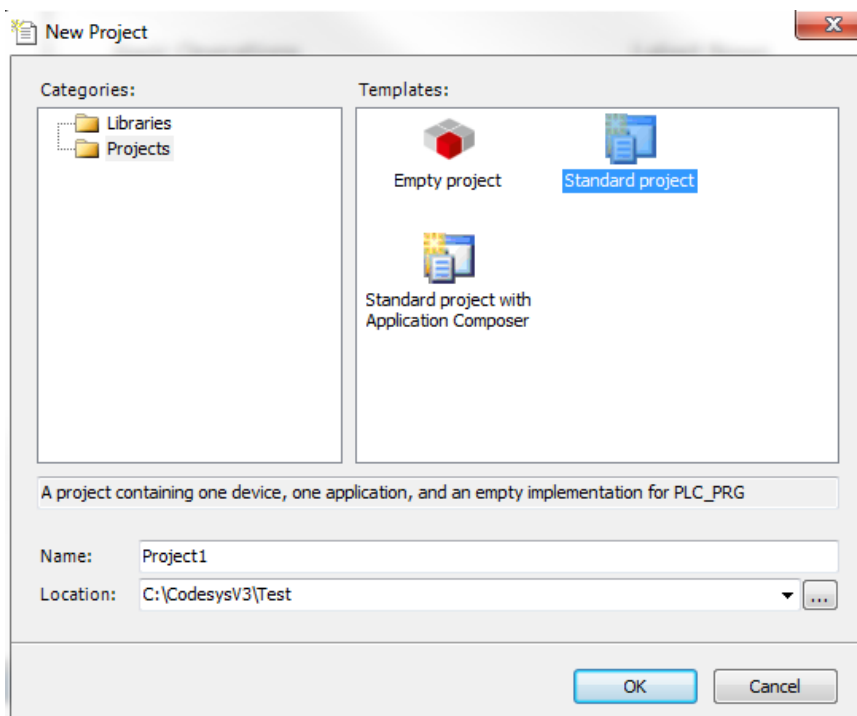 New Project
Categories:
Templates:
Libraries
Projects
Empty project
Standard project
Standard project with
Application Composer
A project containing one device, one application, and an empty implementation for PLC_PRG
Name:
Project1
Location:
C:\CodesysV3\Test
...
OK
Cancel